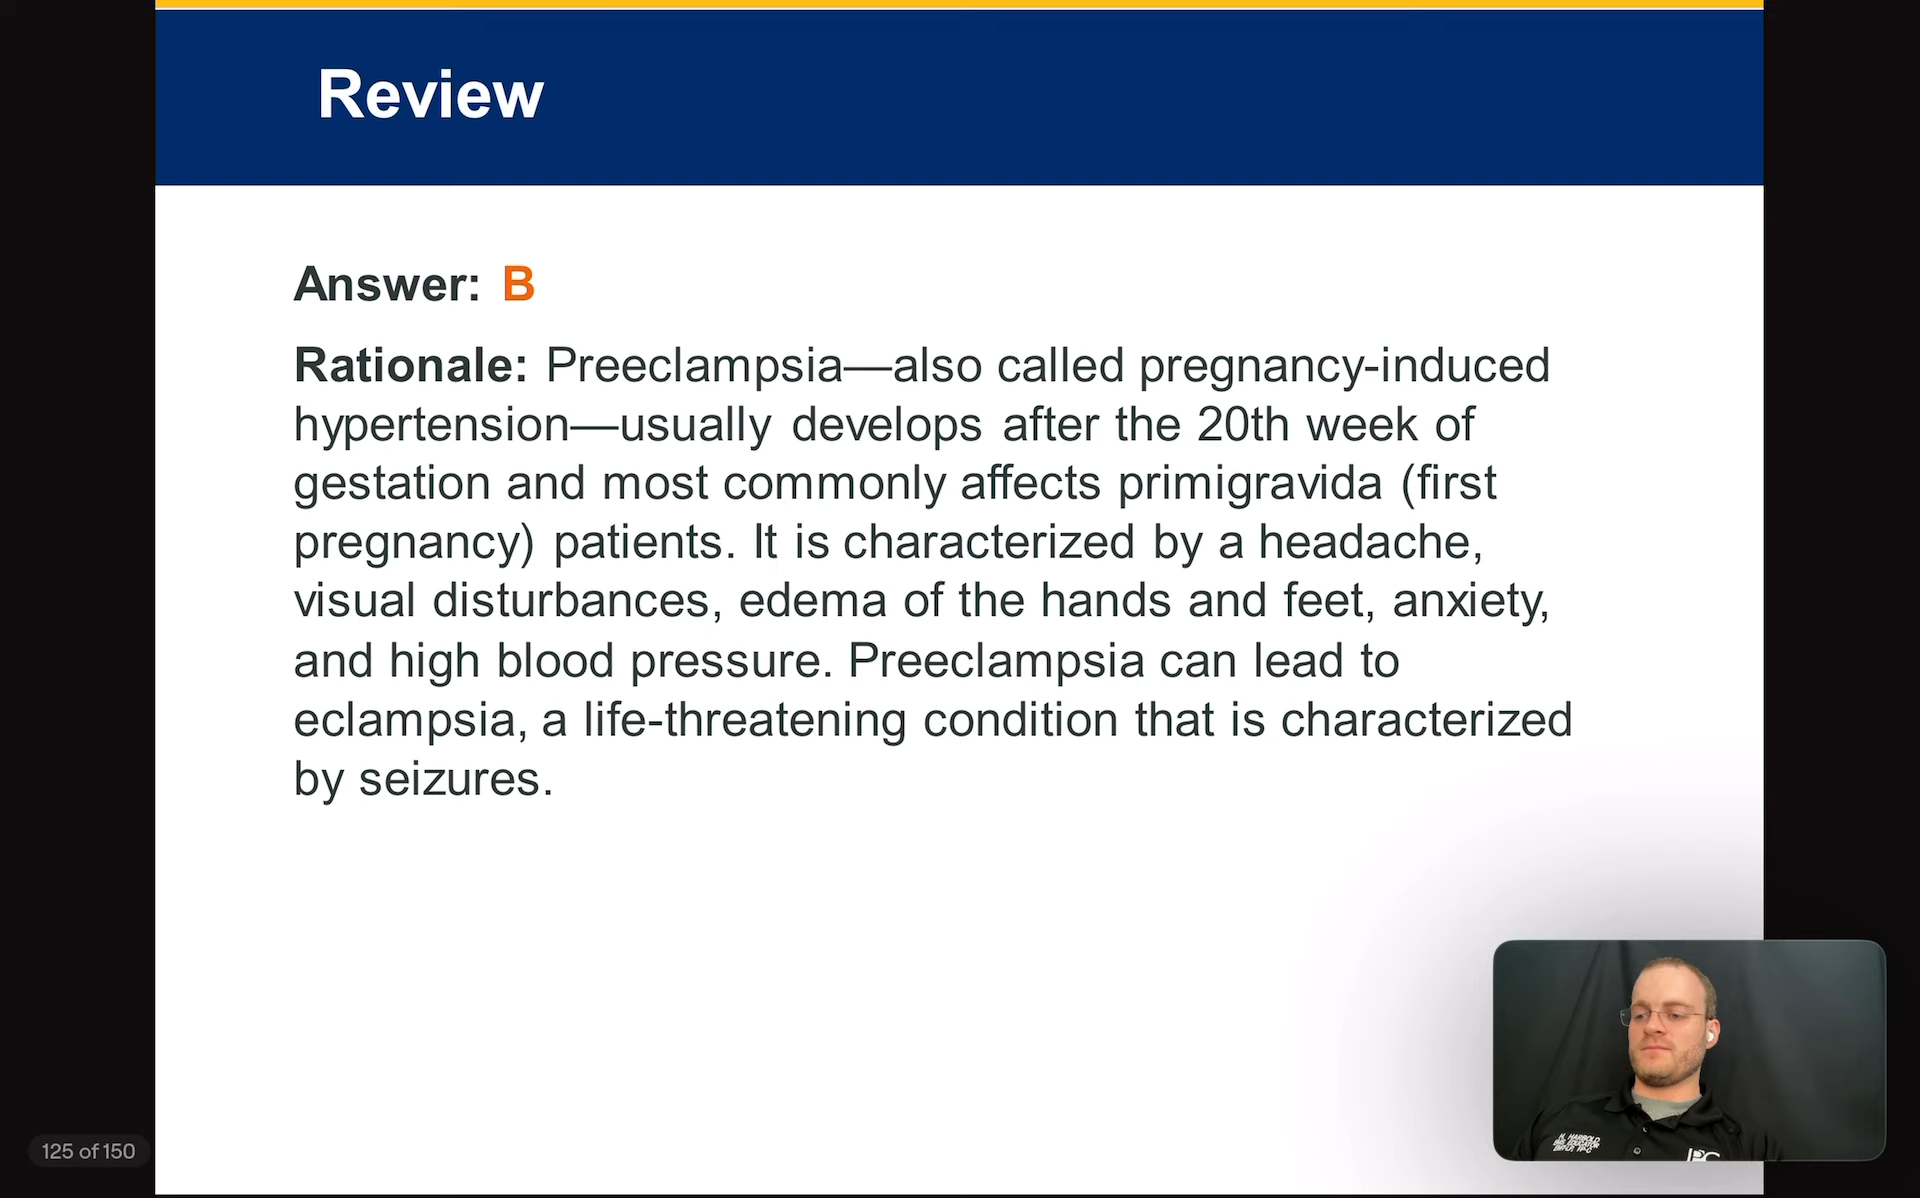 Review
Answer: B
Rationale: Preeclampsia—also called pregnancy-induced
hypertension—usually develops after the 20th week of
gestation and most commonly affects primigravida (first
pregnancy) patients. It is characterized by a headache,
visual disturbances, edema of the hands and feet, anxiety,
and high blood pressure. Preeclampsia can lead to
eclampsia, a life-threatening condition that is characterized
by seizures.
125 of 150
H. HARBOLD
EMS EDUCATOR